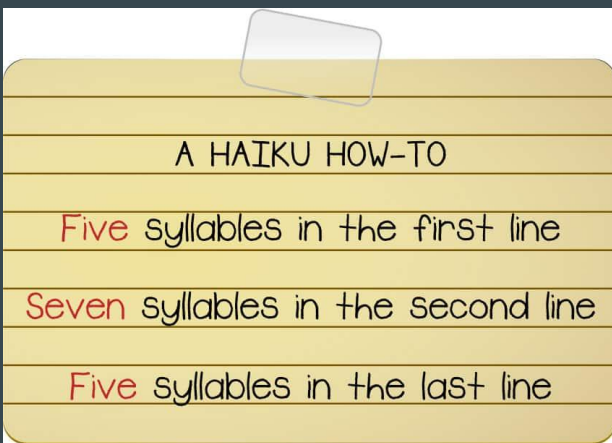 A HAIKU HOW-TO
Five syllables in the first line
Seven syllables in the second line
Five syllables in the last line